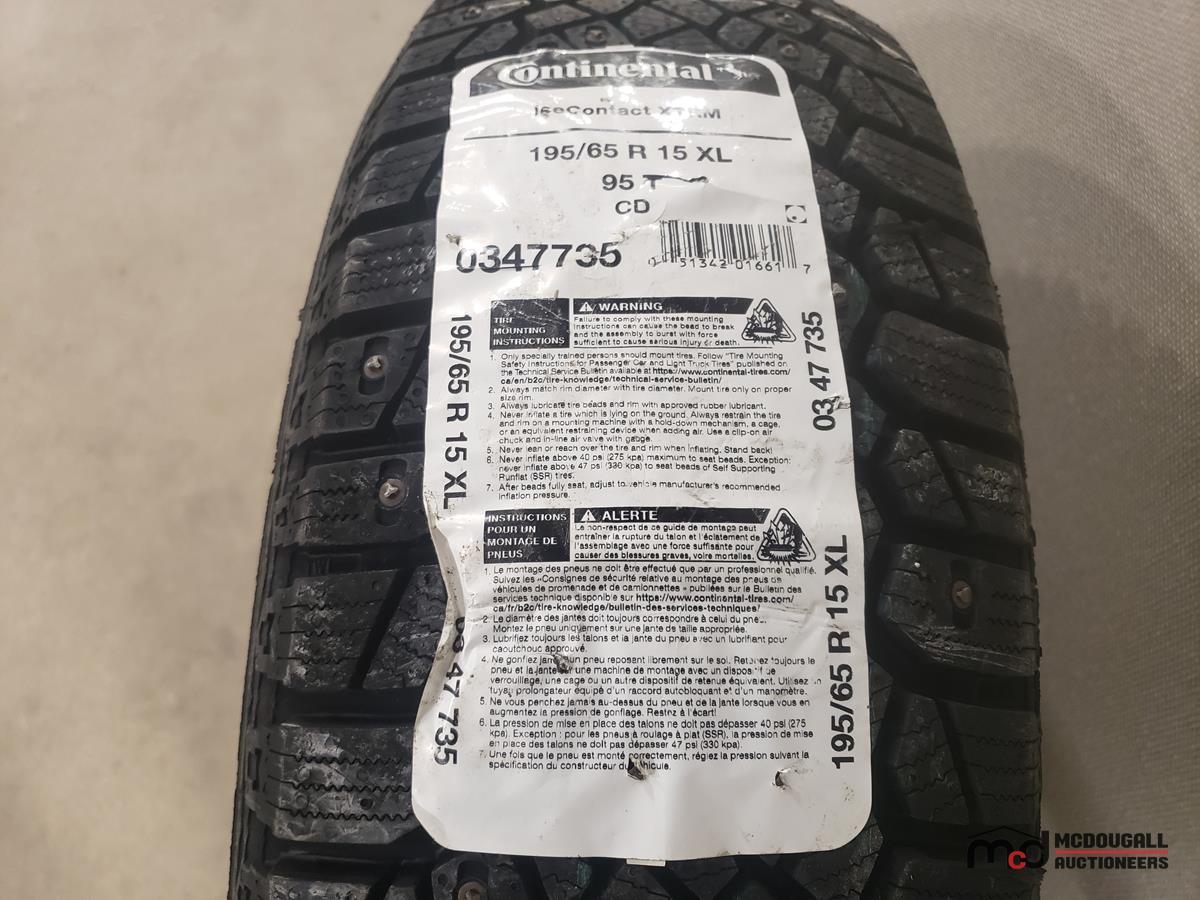 Continental
IceContact XTRM
195/65 R 15 XL
95 T
CD
0347735
0 51342 01661 7
TIRE
MOUNTING
INSTRUCTIONS
WARNING
Failure to comply with these mounting
instructions can cause the bead to break
and the assembly to burst with force
sufficient to cause serious injury or death.
1. Only specially trained persons should mount tires. Follow "Tire Mounting
Safety Instructions for Passenger Car and Light Truck Tires" published on
the Technical Service Bulletin available at https://www.continental-tires.com/
ca/en/b2c/tire-knowledge/technical-service-bulletin/
2. Always match rim diameter with tire diameter. Mount tire only on proper
size rim.
3. Always lubricate tire beads and rim with approved rubber lubricant.
4. Never inflate a tire which is lying on the ground. Always restrain the tire
and rim on a mounting machine with a hold-down mechanism, a cage,
or an equivalent restraining device when adding air. Use a clip-on air
chuck and in-line air valve with gauge.
5. Never lean or reach over the tire and rim when inflating. Stand back!
6. Never inflate above 40 psi (275 kpa) maximum to seat beads. Exception:
never inflate above 47 psi (330 kpa) to seat beads of Self Supporting
Runflat (SSR) tires.
7. After beads fully seat, adjust to vehicle manufacturer's recommended
inflation pressure.
INSTRUCTIONS
POUR UN
MONTAGE DE
PNEUS
ALERTE
Le non-respect de ce guide de montage peut
entraîner la rupture du talon et l'éclatement de
l'assemblage avec une force suffisante pour
causer des blessures graves, voire mortelles.
1. Le montage des pneus ne doit être effectué que par un professionnel qualifié.
Suivez les «Consignes de sécurité relative au montage des pneus de
véhicules de promenade et de camionnettes» publiées sur le Bulletin des
services technique disponible sur https://www.continental-tires.com/
ca/fr/b2c/tire-knowledge/bulletin-des-services-techniques/
2. Le diamètre des jantes doit toujours correspondre à celui du pneu.
Montez le pneu uniquement sur une jante de taille appropriée.
3. Lubrifiez toujours les talons et la jante du pneu avec un lubrifiant pour
caoutchouc approuvé.
4. Ne gonflez jamais un pneu reposant librement sur le sol. Retenez toujours le
pneu et la jante sur une machine de montage avec un dispositif de
verrouillage, une cage ou un autre dispositif de retenue équivalent. Utilisez un
tuyau prolongateur équipé d'un raccord autobloquant et d'un manomètre.
5. Ne vous penchez jamais au-dessus du pneu et de la jante lorsque vous en
augmentez la pression de gonflage. Restez à l'écart!
6. La pression de mise en place des talons ne doit pas dépasser 40 psi (275
kpa). Exception : pour les pneus à roulage à plat (SSR), la pression de mise
en place des talons ne doit pas dépasser 47 psi (330 kpa).
7. Une fois que le pneu est monté correctement, réglez la pression suivant la
spécification du constructeur du véhicule.
195/65 R 15 XL
03 47 735
03 47 735
195/65 R 15 XL
TWI
mcd
MCDOUGALL
AUCTIONEERS